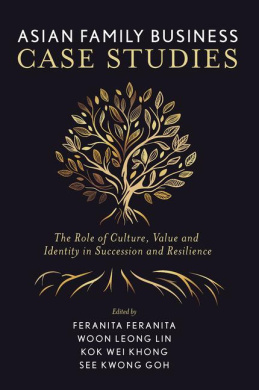 ASIAN FAMILY BUSINESS
CASE STUDIES
The Role of Culture, Value and
Identity in Succession and Resilience
Edited by
FERANITA FERANITA
WOON LEONG LIN
KOK WEI KHONG
SEE KWONG GOH